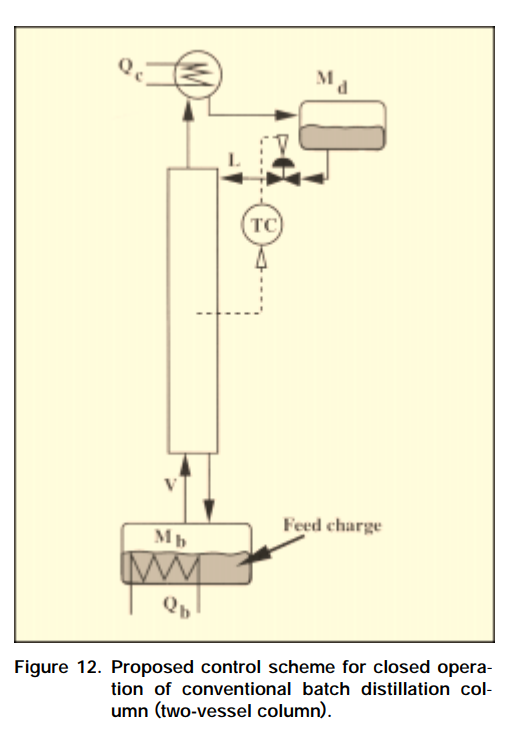 Q c
M d
L
TC
V
M b
Feed charge
Q b
Figure 12. Proposed control scheme for closed opera-
tion of conventional batch distillation col-
umn (two-vessel column).